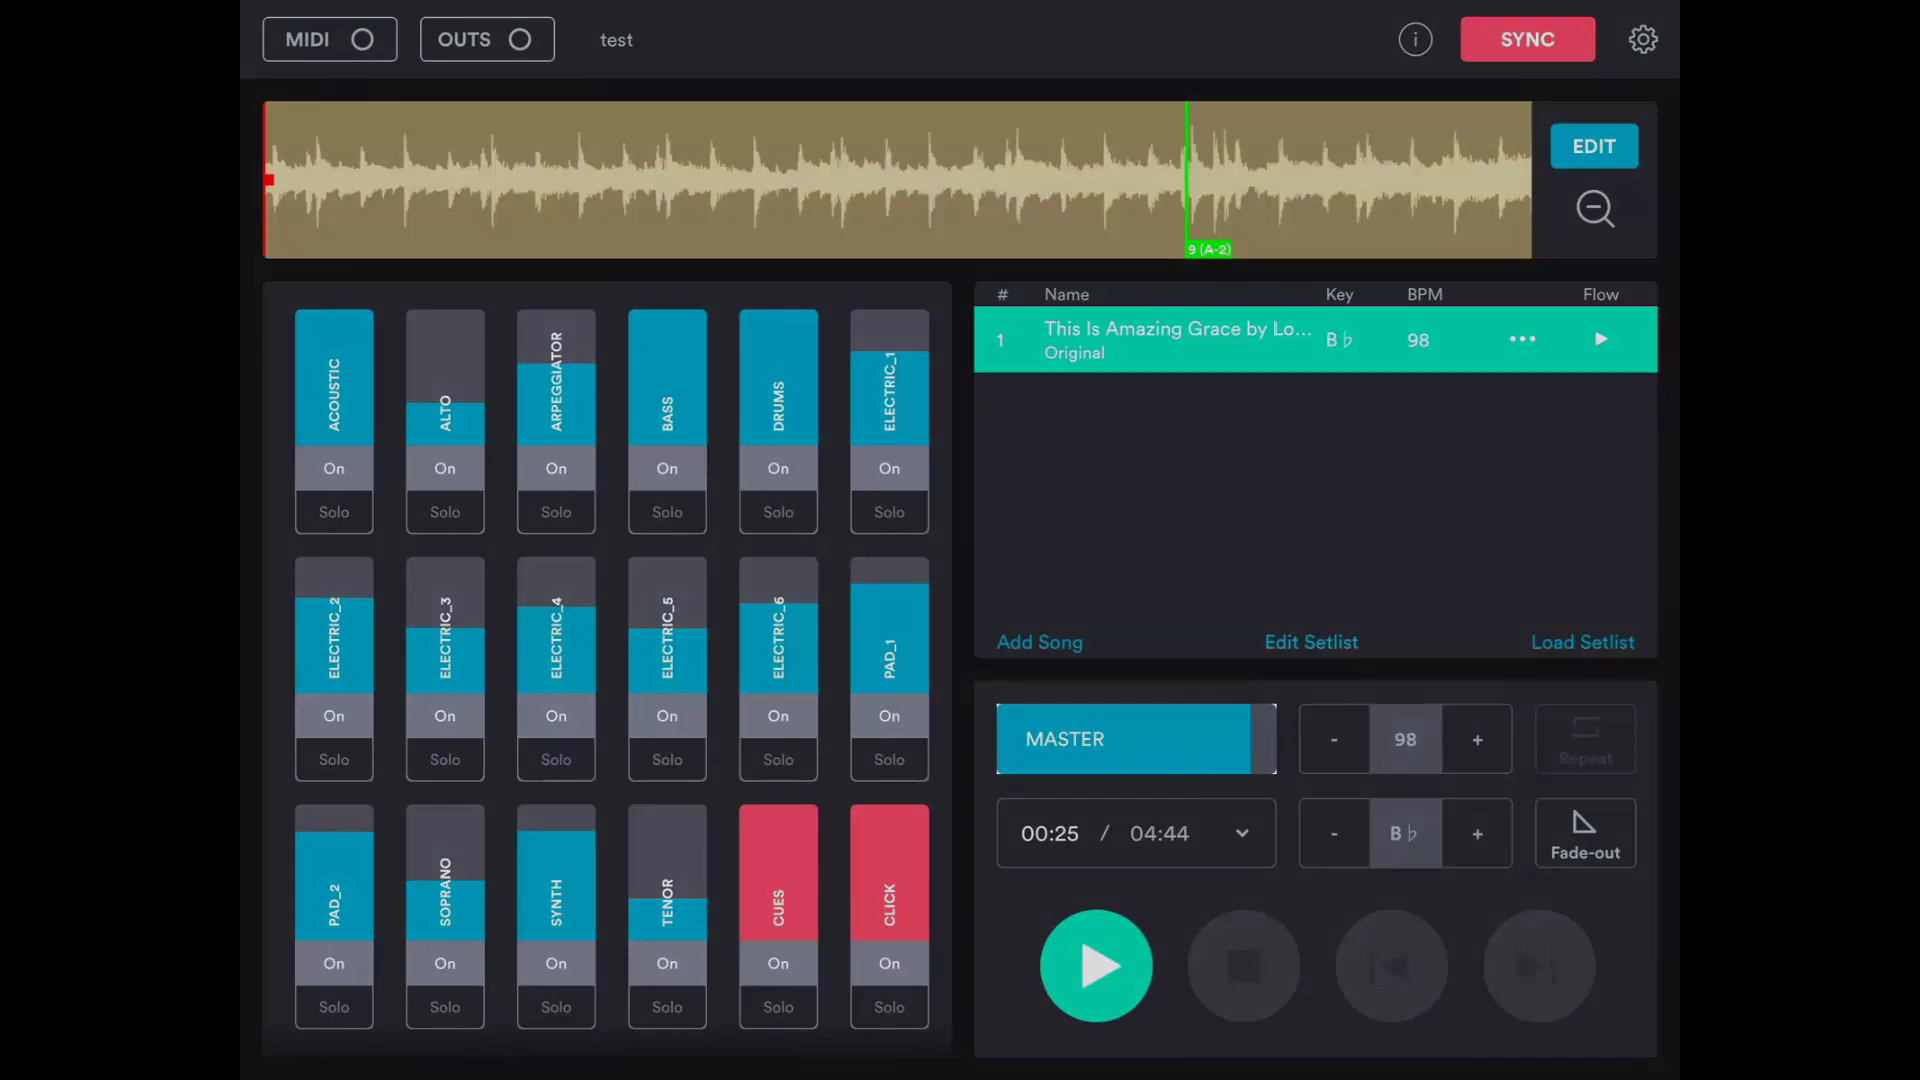 MIDI
OUTS
test
SYNC
EDIT
9 (A-2)
# Name Key BPM Flow
1 This Is Amazing Grace by Lo... B♭ 98
Original
Add Song Edit Setlist Load Setlist
ACOUSTIC ALTO ARPEGGIATOR BASS DRUMS ELECTRIC_1
On On On On On On
Solo Solo Solo Solo Solo Solo
ELECTRIC_2 ELECTRIC_3 ELECTRIC_4 ELECTRIC_5 ELECTRIC_6 PAD_1
On On On On On On
Solo Solo Solo Solo Solo Solo
PAD_2 SOPRANO SYNTH TENOR CUES CLICK
On On On On On On
Solo Solo Solo Solo Solo Solo
MASTER - 98 + Repeat
00:25 / 04:44 - B♭ + Fade-out